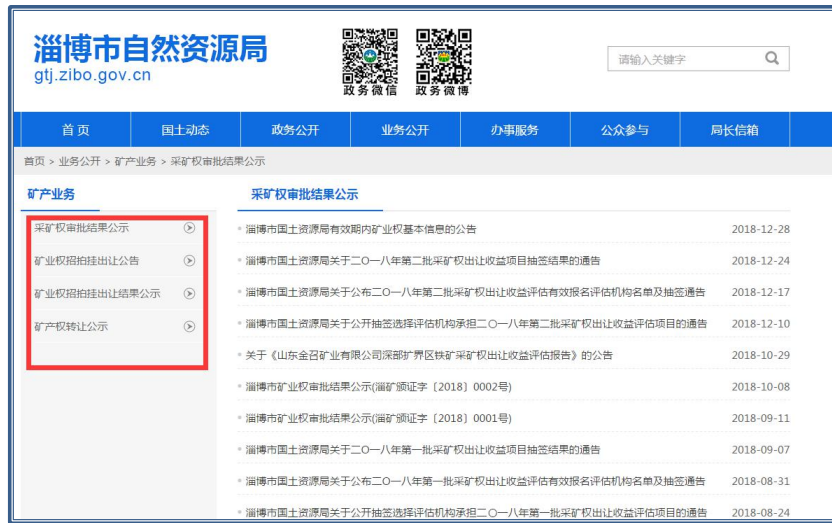 淄博市自然资源局
gtj.zibo.gov.cn
政务微信
政务微博
请输入关键字
首页 国土动态 政务公开 业务公开 办事服务 公众参与 局长信箱
首页 > 业务公开 > 矿产业务 > 采矿权审批结果公示
矿产业务
采矿权审批结果公示
矿业权招拍挂出让公告
矿业权招拍挂出让结果公示
矿产权转让公示
采矿权审批结果公示
淄博市国土资源局有效期内矿业权基本信息的公告 2018-12-28
淄博市国土资源局关于二〇一八年第二批采矿权出让收益项目抽签结果的通告 2018-12-24
淄博市国土资源局关于公布二〇一八年第二批采矿权出让收益评估有效报名评估机构名单及抽签通告 2018-12-17
淄博市国土资源局关于公开抽签选择评估机构承担二〇一八年第二批采矿权出让收益评估项目的通告 2018-12-10
关于《山东金召矿业有限公司深部扩界区铁矿采矿权出让收益评估报告》的公告 2018-10-29
淄博市矿业权审批结果公示(淄矿颁证字〔2018〕0002号) 2018-10-08
淄博市矿业权审批结果公示(淄矿颁证字〔2018〕0001号) 2018-09-11
淄博市国土资源局关于二〇一八年第一批采矿权出让收益项目抽签结果的通告 2018-09-07
淄博市国土资源局关于公布二〇一八年第一批采矿权出让收益评估有效报名评估机构名单及抽签通告 2018-08-31
淄博市国土资源局关于公开抽签选择评估机构承担二〇一八年第一批采矿权出让收益评估项目的通告 2018-08-24